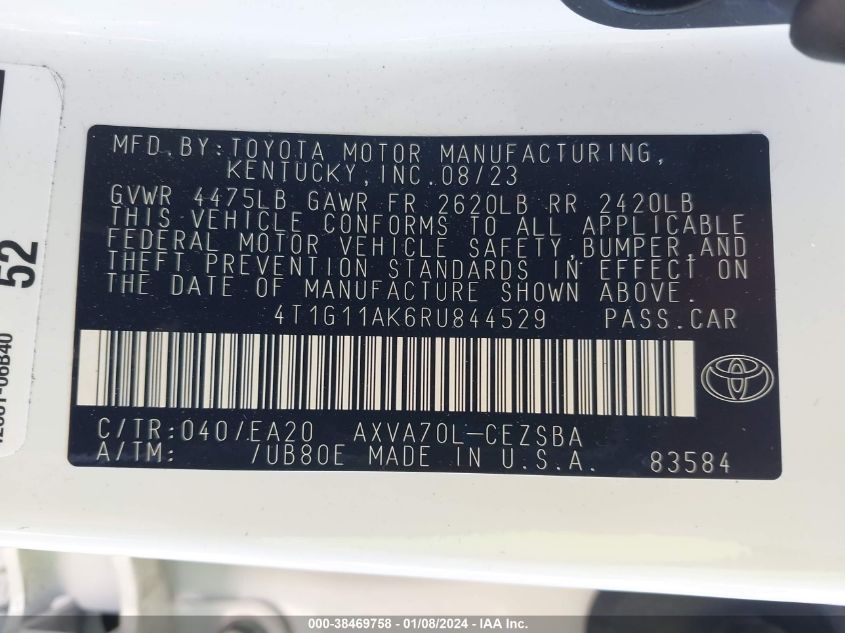 MFD.BY:TOYOTA MOTOR MANUFACTURING,
KENTUCKY,INC.08/23
GVWR 4475LB GAWR FR 2620LB RR 2420LB
THIS VEHICLE CONFORMS TO ALL APPLICABLE
FEDERAL MOTOR VEHICLE SAFETY,BUMPER,AND
THEFT PREVENTION STANDARDS IN EFFECT ON
THE DATE OF MANUFACTURE SHOWN ABOVE.
4T1G11AK6RU844529 PASS.CAR
C/TR:040/EA20 AXVA70L-CEZSBA
A/TM: /UB80E MADE IN U.S.A. 83584
52
000-38469758 - 01/08/2024 - IAA Inc.